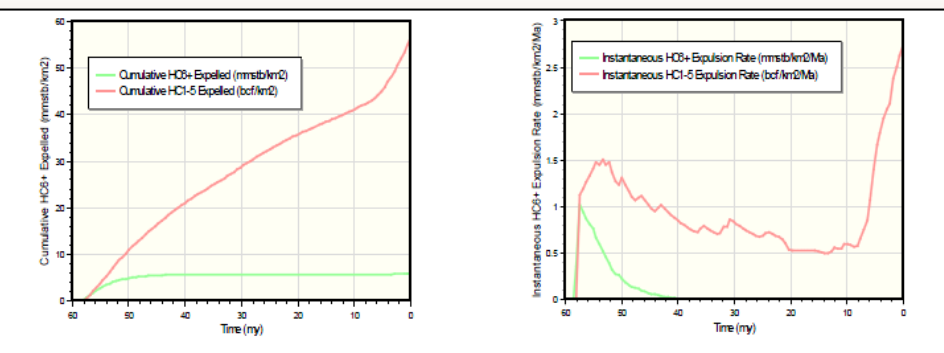 60
50
40
30
20
10
0
Cumulative HC6+ Expelled (mmstb/km2)
Cumulative HC6+ Expelled (mmstb/km2)
Cumulative HC1-5 Expelled (bcf/km2)
60 50 40 30 20 10 0
Time (my)
3
2.5
2
1.5
1
0.5
0
Instantaneous HC6+ Expulsion Rate (mmstb/km2/Ma)
Instantaneous HC6+ Expulsion Rate (mmstb/km2/Ma)
Instantaneous HC1-5 Expulsion Rate (bcf/km2/Ma)
60 50 40 30 20 10 0
Time (my)